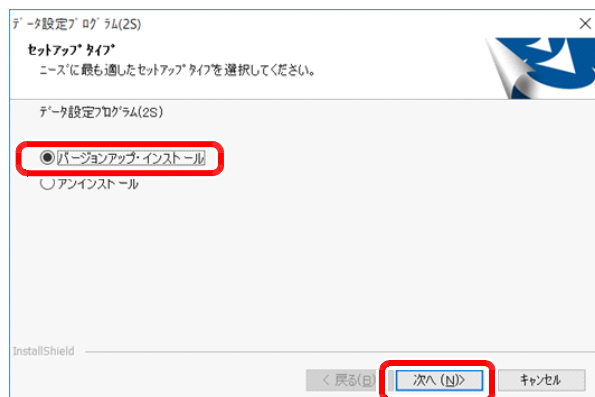 ﾃﾞｰﾀ設定ﾌﾟﾛｸﾞﾗﾑ(2S)
ｾｯﾄｱｯﾌﾟ ﾀｲﾌﾟ
ﾆｰｽﾞに最も適したｾｯﾄｱｯﾌﾟ ﾀｲﾌﾟを選択してください。
ﾃﾞｰﾀ設定ﾌﾟﾛｸﾞﾗﾑ(2S)
バージョンアップ・インストール
アンインストール
InstallShield
< 戻る(B)
次へ (N)>
キャンセル